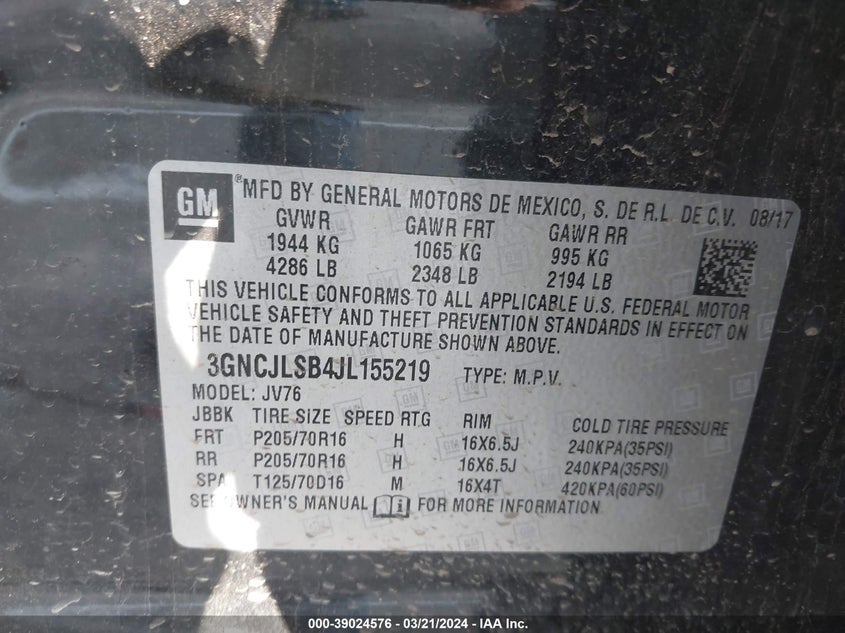 GM
®MFD BY GENERAL MOTORS DE MEXICO, S. DE R.L. DE C.V. 08/17
GVWR GAWR FRT GAWR RR
1944 KG 1065 KG 995 KG
4286 LB 2348 LB 2194 LB
THIS VEHICLE CONFORMS TO ALL APPLICABLE U.S. FEDERAL MOTOR
VEHICLE SAFETY AND THEFT PREVENTION STANDARDS IN EFFECT ON
THE DATE OF MANUFACTURE SHOWN ABOVE.
3GNCJLSB4JL155219 TYPE: M.P.V.
MODEL: JV76
JBBK TIRE SIZE SPEED RTG RIM COLD TIRE PRESSURE
FRT P205/70R16 H 16X6.5J 240KPA(35PSI)
RR P205/70R16 H 16X6.5J 240KPA(35PSI)
SPA T125/70D16 M 16X4T 420KPA(60PSI)
SEE OWNER'S MANUAL i FOR MORE INFORMATION
000-39024576 - 03/21/2024 - IAA Inc.